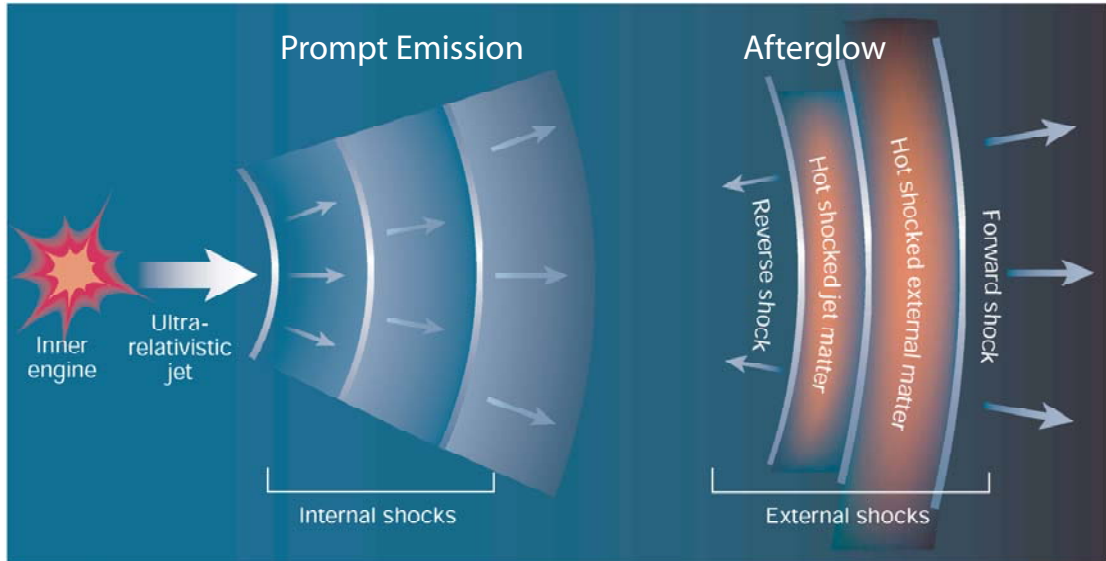 Prompt Emission
Afterglow
Inner
engine
Ultra-
relativistic
jet
Internal shocks
Reverse shock
Hot shocked jet matter
Hot shocked external matter
Forward shock
External shocks